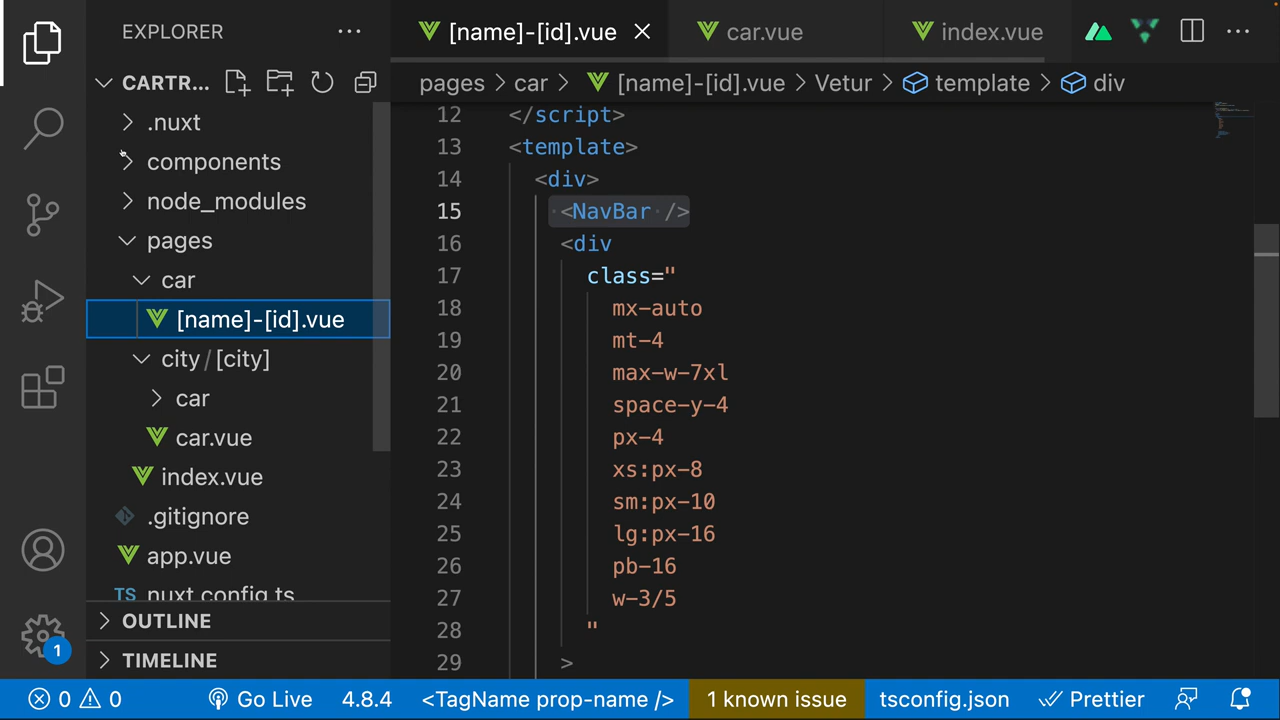 EXPLORER
CARTR...
.nuxt
components
node_modules
pages
car
[name]-[id].vue
city / [city]
car
car.vue
index.vue
.gitignore
app.vue
TS nuxt.config.ts
OUTLINE
TIMELINE
1
[name]-[id].vue
car.vue
index.vue
pages > car > [name]-[id].vue > Vetur > template > div
12 </script>
13 <template>
14 <div>
15 <NavBar />
16 <div
17 class="
18 mx-auto
19 mt-4
20 max-w-7xl
21 space-y-4
22 px-4
23 xs:px-8
24 sm:px-10
25 lg:px-16
26 pb-16
27 w-3/5
28 "
29 >
0 0 Go Live 4.8.4 <TagName prop-name /> 1 known issue tsconfig.json Prettier